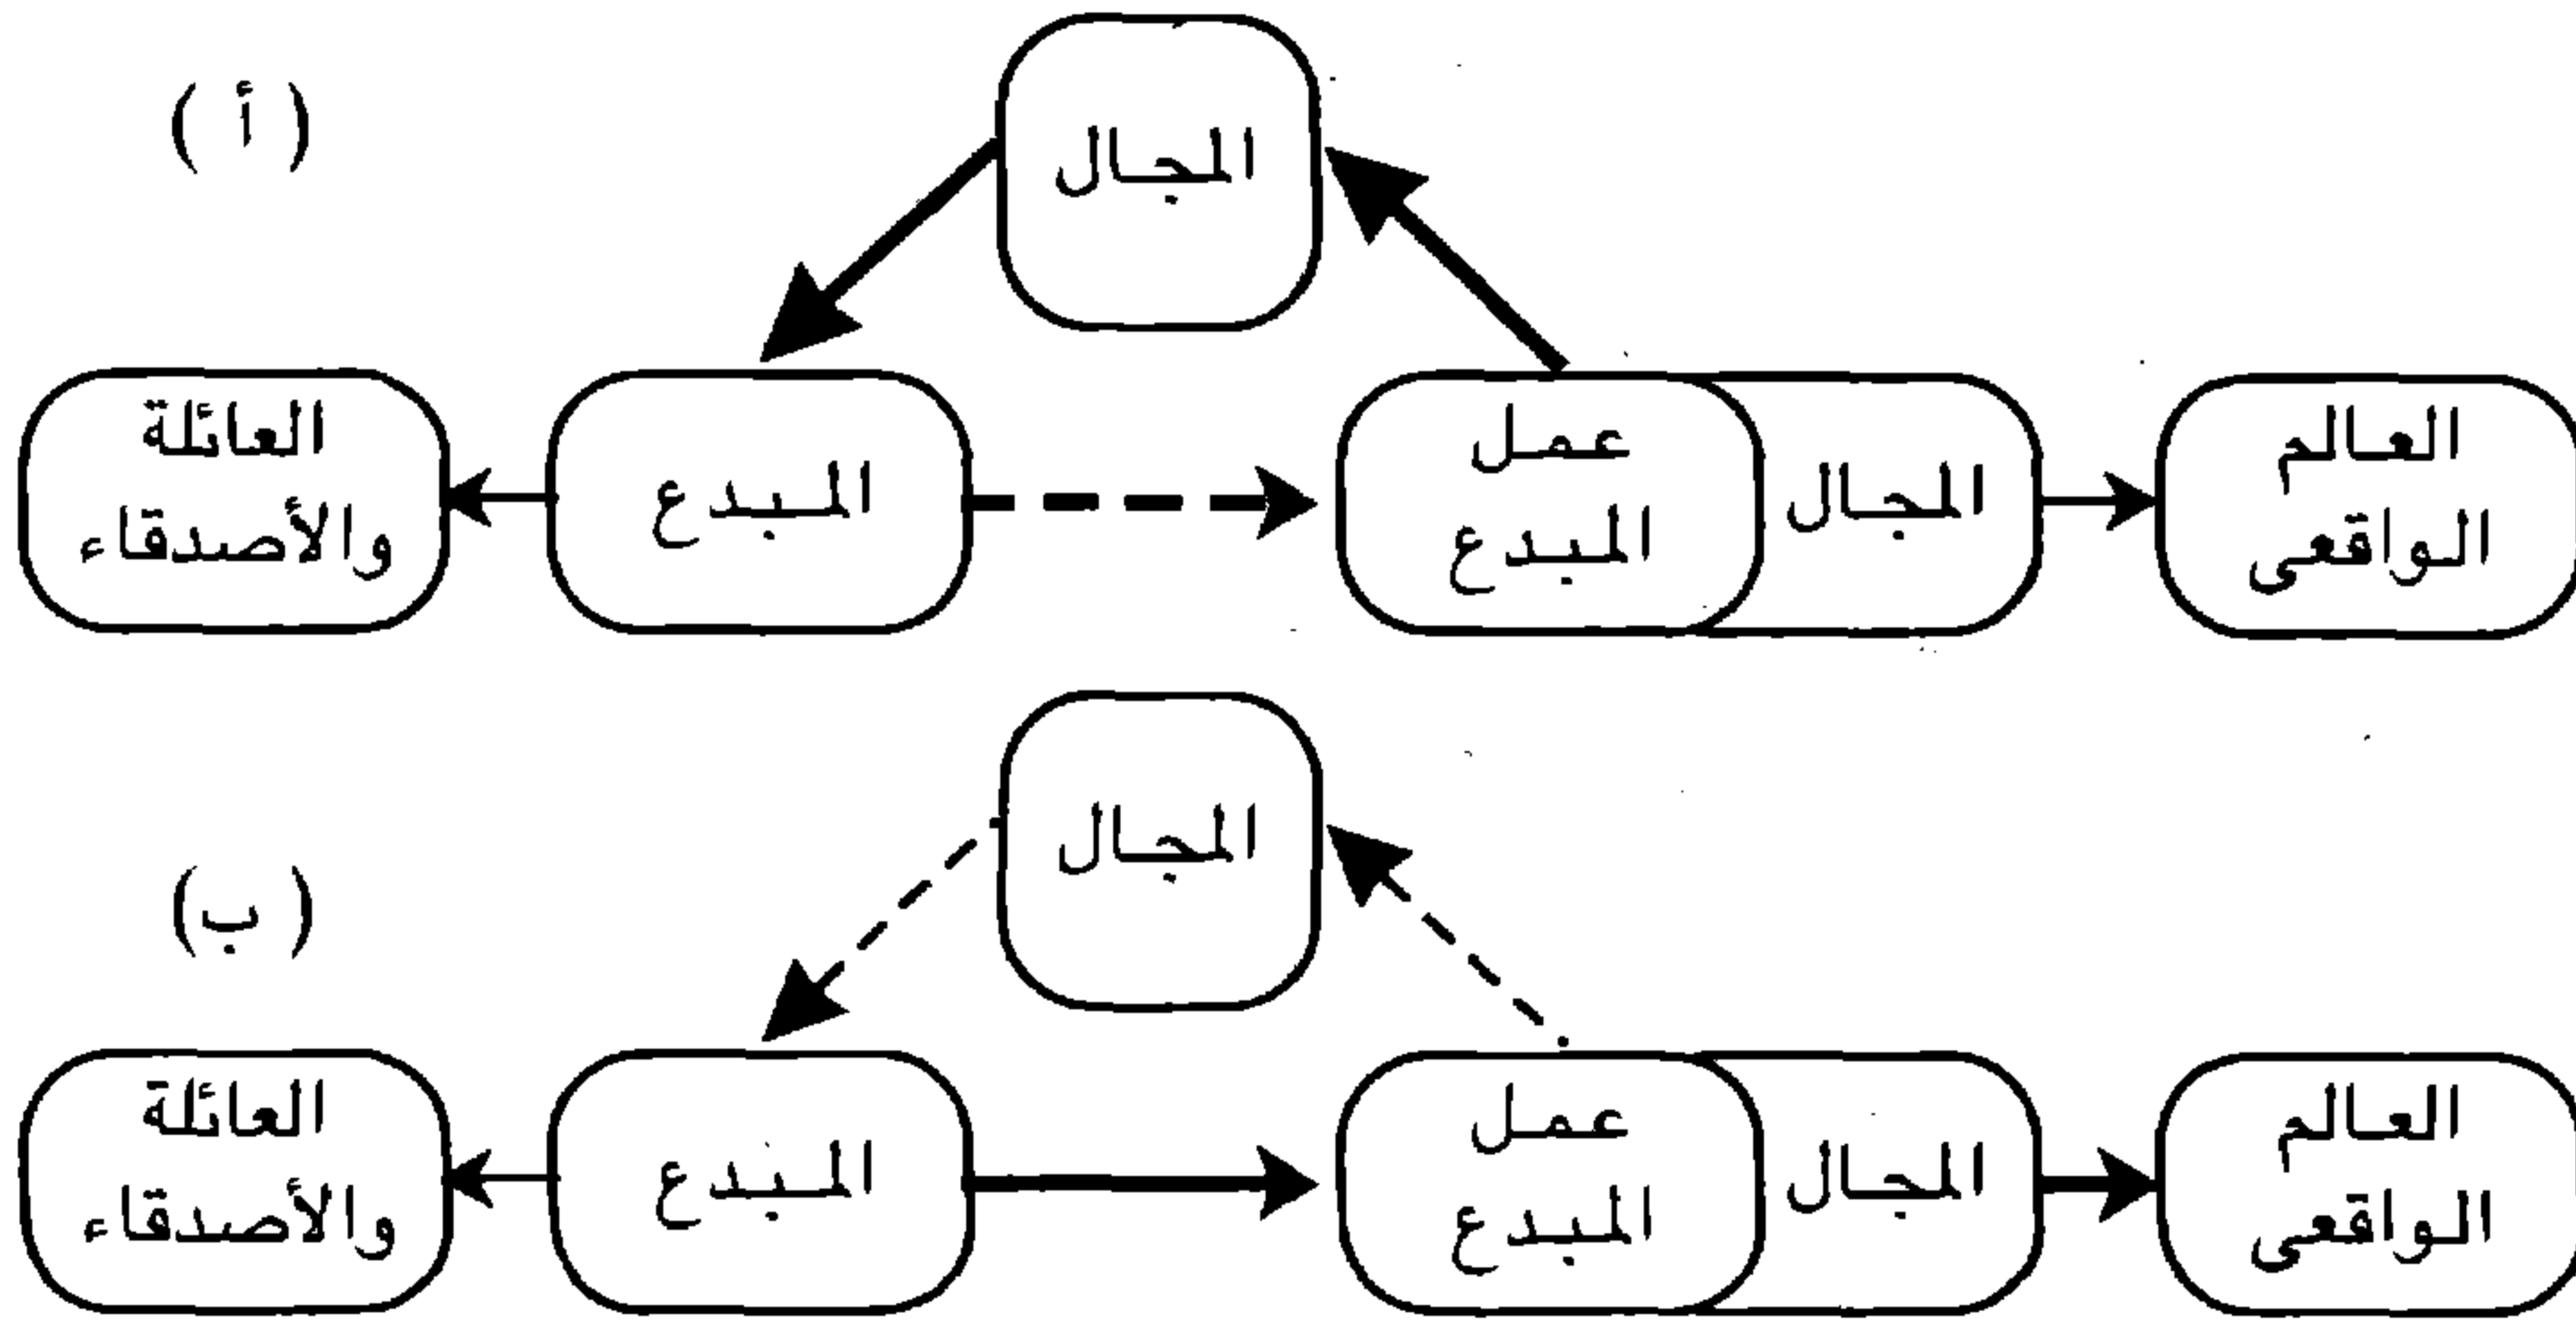 ( أ )
المجال
العائلة
والأصدقاء
المبدع
عمل
المبدع
المجال
العالم
الواقعى
(ب)
المجال
العائلة
والأصدقاء
المبدع
عمل
المبدع
المجال
العالم
الواقعى